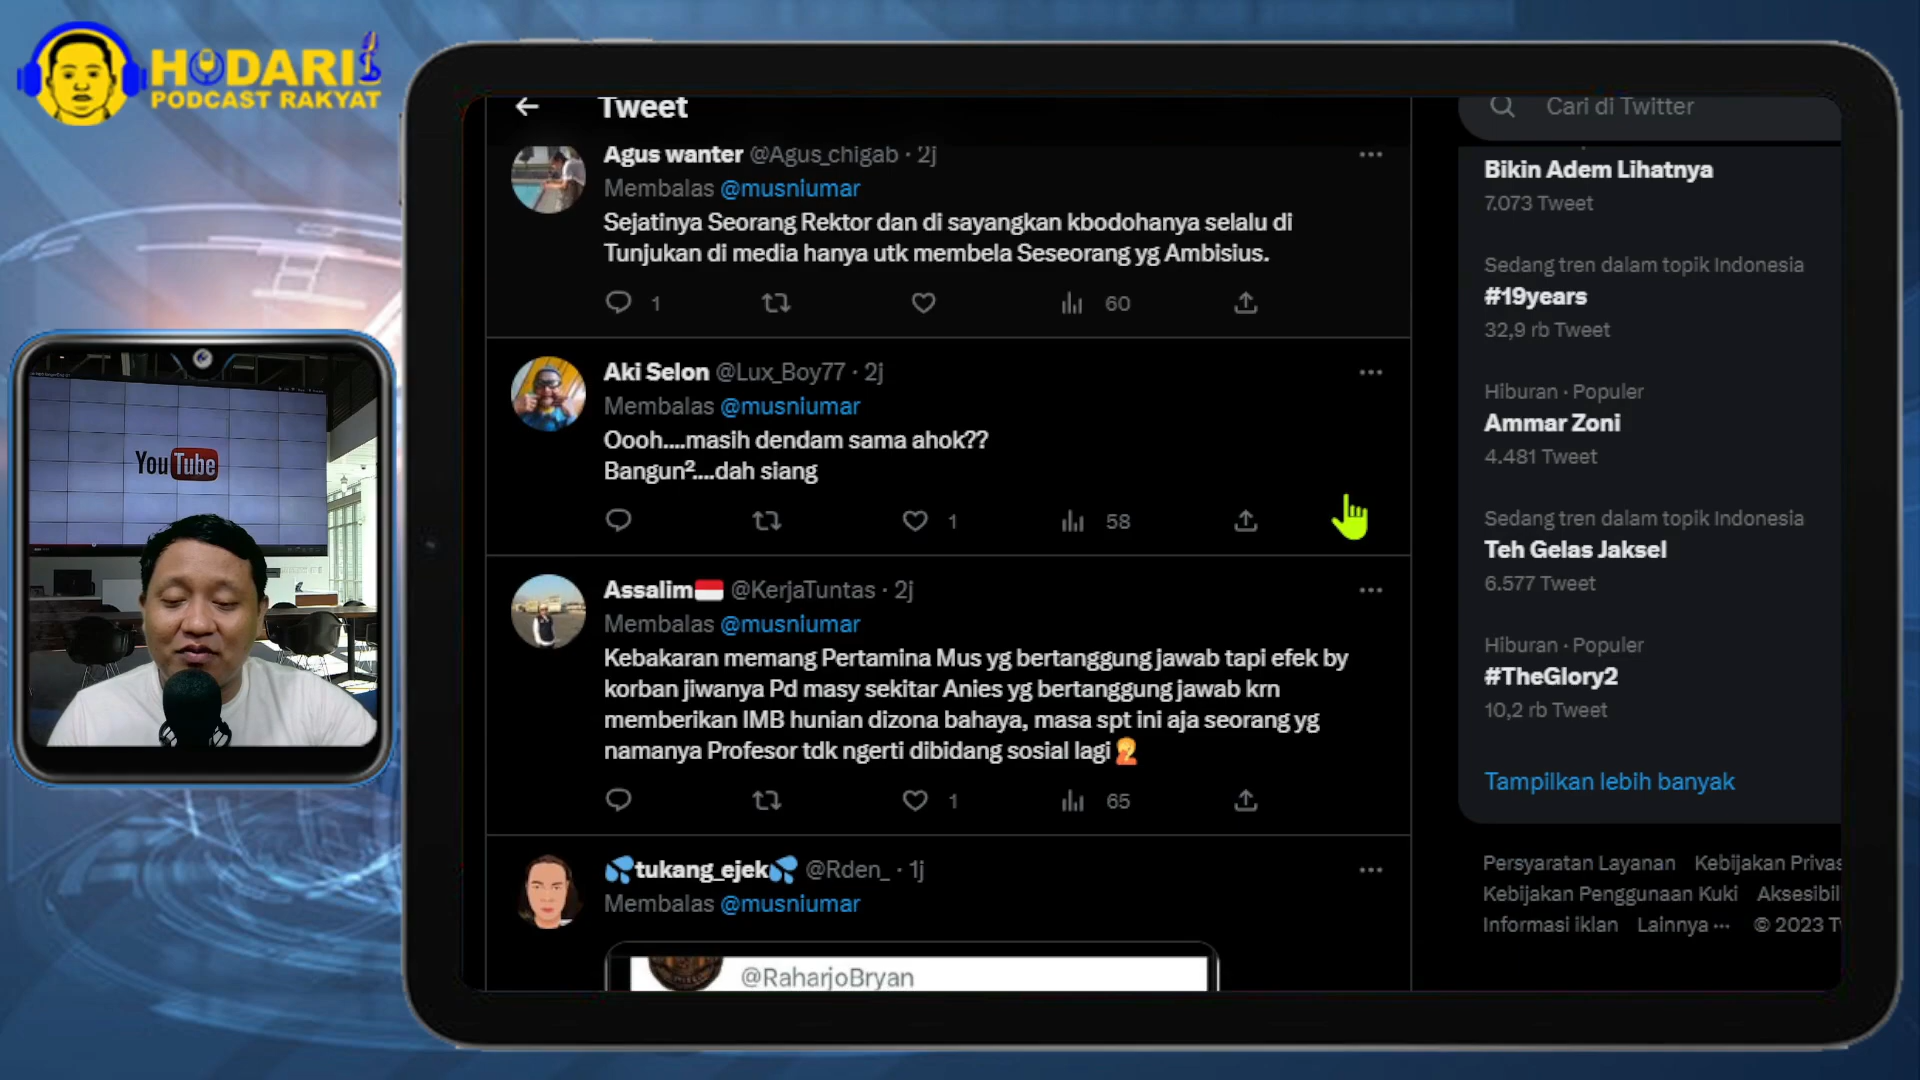 HODARI
PODCAST RAKYAT
YouTube
Tweet
Agus wanter @Agus_chigab · 2j
Membalas @musniumar
Sejatinya Seorang Rektor dan di sayangkan kbodohanya selalu di
Tunjukan di media hanya utk membela Seseorang yg Ambisius.
1
60
Aki Selon @Lux_Boy77 · 2j
Membalas @musniumar
Oooh....masih dendam sama ahok??
Bangun²....dah siang
1
58
Assalim🇮🇩 @KerjaTuntas · 2j
Membalas @musniumar
Kebakaran memang Pertamina Mus yg bertanggung jawab tapi efek by
korban jiwanya Pd masy sekitar Anies yg bertanggung jawab krn
memberikan IMB hunian dizona bahaya, masa spt ini aja seorang yg
namanya Profesor tdk ngerti dibidang sosial lagi🤦
1
65
💦tukang_ejek💦 @Rden_ · 1j
Membalas @musniumar
@RaharjoBryan
Cari di Twitter
Bikin Adem Lihatnya
7.073 Tweet
Sedang tren dalam topik Indonesia
#19years
32,9 rb Tweet
Hiburan · Populer
Ammar Zoni
4.481 Tweet
Sedang tren dalam topik Indonesia
Teh Gelas Jaksel
6.577 Tweet
Hiburan · Populer
#TheGlory2
10,2 rb Tweet
Tampilkan lebih banyak
Persyaratan Layanan Kebijakan Privas
Kebijakan Penggunaan Kuki Aksesibil
Informasi iklan Lainnya ··· © 2023 Tw